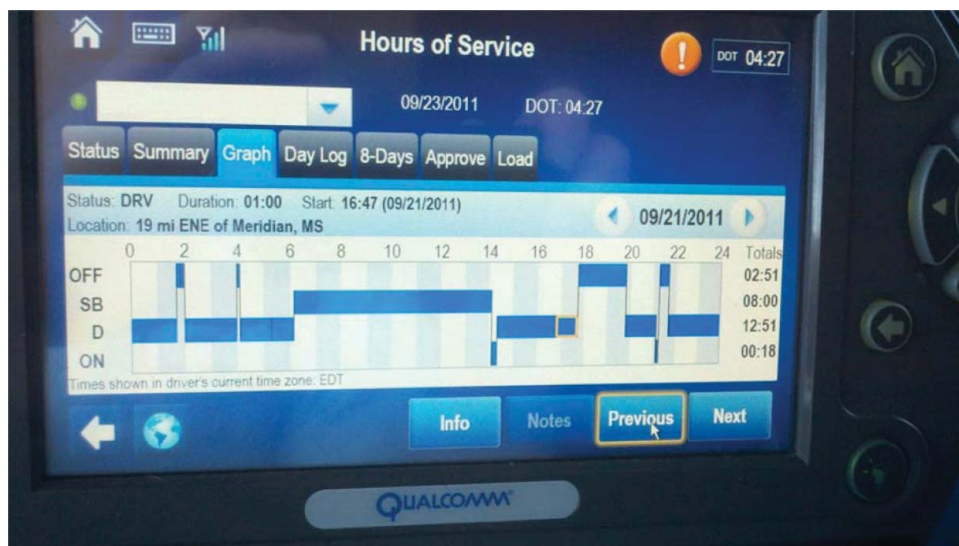 Hours of Service
DOT 04:27
09/23/2011 DOT: 04:27
Status Summary Graph Day Log 8-Days Approve Load
Status: DRV Duration: 01:00 Start: 16:47 (09/21/2011)
Location: 19 mi ENE of Meridian, MS
09/21/2011
0 2 4 6 8 10 12 14 16 18 20 22 24 Totals
OFF 02:51
SB 08:00
D 12:51
ON 00:18
Times shown in driver's current time zone: EDT
Info Notes Previous Next
QUALCOMM